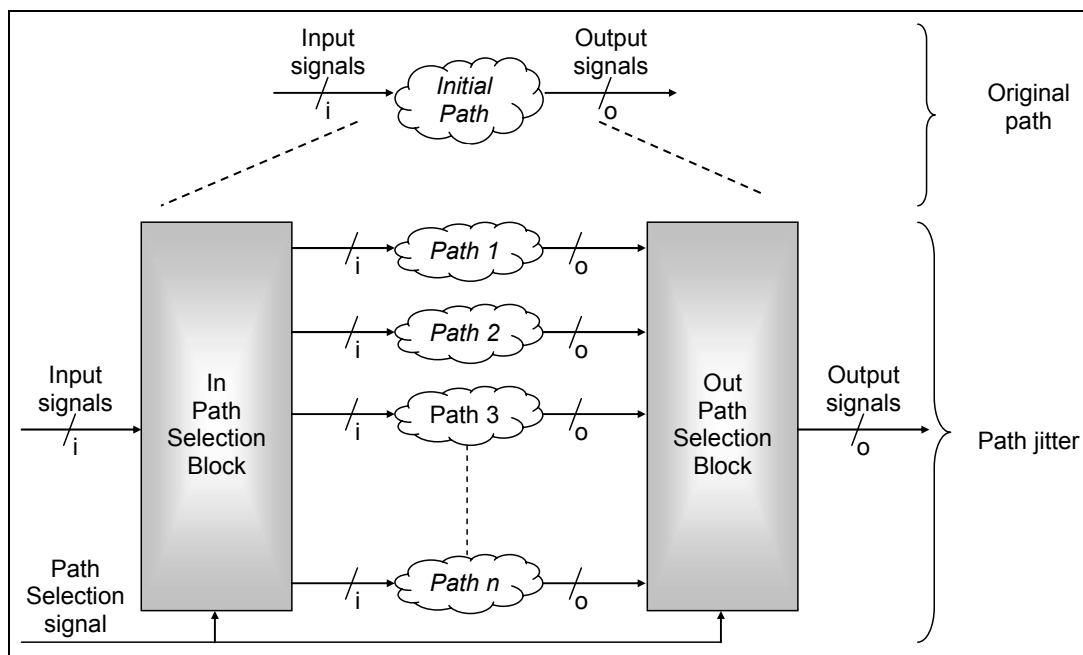 Input
signals
i
Initial
Path
Output
signals
o
Original
path
Input
signals
i
In
Path
Selection
Block
i
Path 1
o
i
Path 2
o
i
Path 3
o
i
Path n
o
Out
Path
Selection
Block
Output
signals
o
Path jitter
Path
Selection
signal